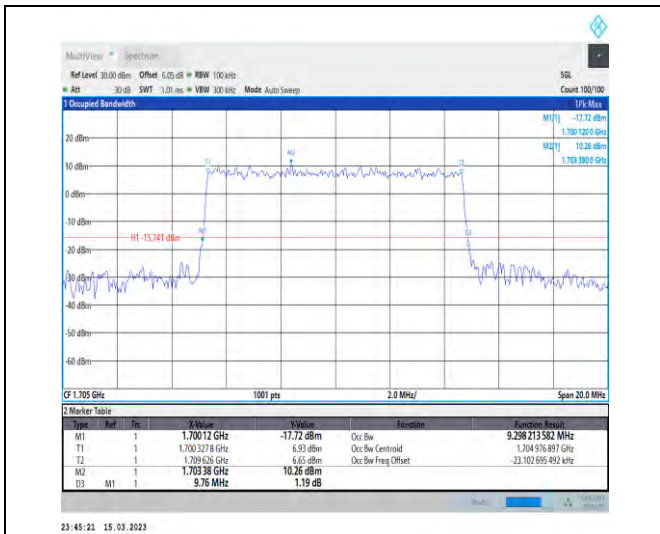 MultiView Spectrum
Ref Level 30.00 dBm Offset 6.05 dB RBW 100 kHz SGL
Att 30 dB SWT 1.01 ms VBW 300 kHz Mode Auto Sweep Count 100/100
1 Occupied Bandwidth 1Pk Max
M1[1] -17.72 dBm
1.700 120 0 GHz
M2[1] 10.26 dBm
1.703 380 0 GHz
20 dBm
M2
T1
T2
10 dBm
0 dBm
-10 dBm
M1
D3
H1 -15.741 dBm
-20 dBm
-30 dBm
-40 dBm
-50 dBm
-60 dBm
CF 1.705 GHz 1001 pts 2.0 MHz/ Span 20.0 MHz
2 Marker Table
Type Ref Trc X-Value Y-Value Function Function Result
M1 1 1.700 12 GHz -17.72 dBm Occ Bw 9.298 213 582 MHz
T1 1 1.700 327 8 GHz 6.93 dBm Occ Bw Centroid 1.704 976 897 GHz
T2 1 1.709 626 GHz 6.65 dBm Occ Bw Freq Offset -23.102 695 492 kHz
M2 1 1.703 38 GHz 10.26 dBm
D3 M1 1 9.76 MHz 1.19 dB
23:45:21 15.03.2023